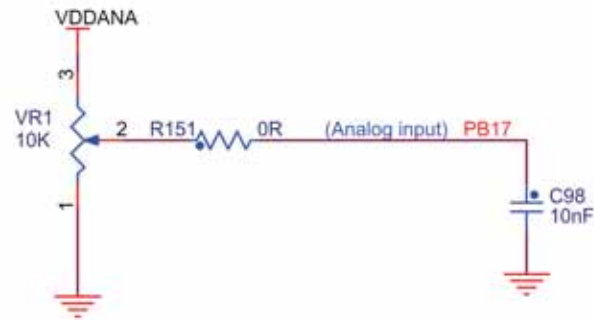 VDDANA
3
VR1
10K
2 R151 0R (Analog input) PB17
1
C98
10nF